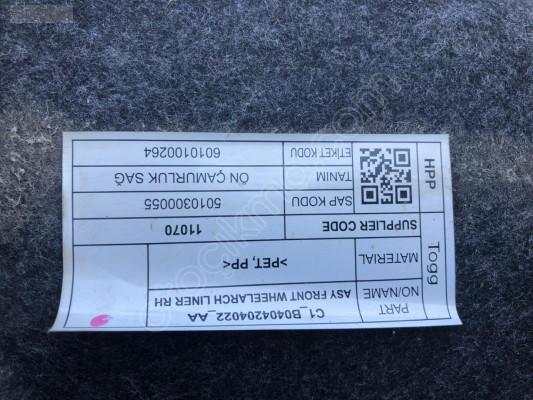 PART NO/NAME C1_B0404204022_AA
ASY FRONT WHEELARCH LINER RH
MATERIAL >PET, PP<
Togg
SUPPLIER CODE 11070
SAP KODU 5010300055
TANIM ÖN ÇAMURLUK SAĞ
ETİKET KODU 6010100264
HPP